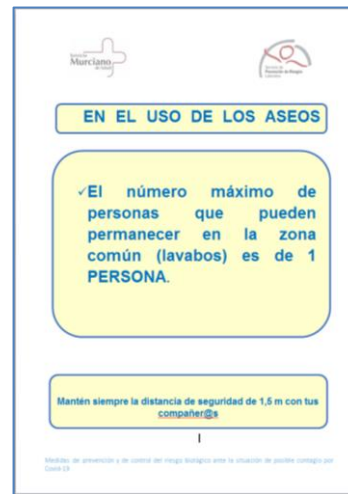 Murciano
EN EL USO DE LOS ASEOS
✓El número máximo de
personas que pueden
permanecer en la zona
común (lavabos) es de 1
PERSONA.
Mantén siempre la distancia de seguridad de 1,5 m con tus
compañer@s
Medidas de prevención y de control del riesgo biológico ante la situación de posible contagio por
Covid-19